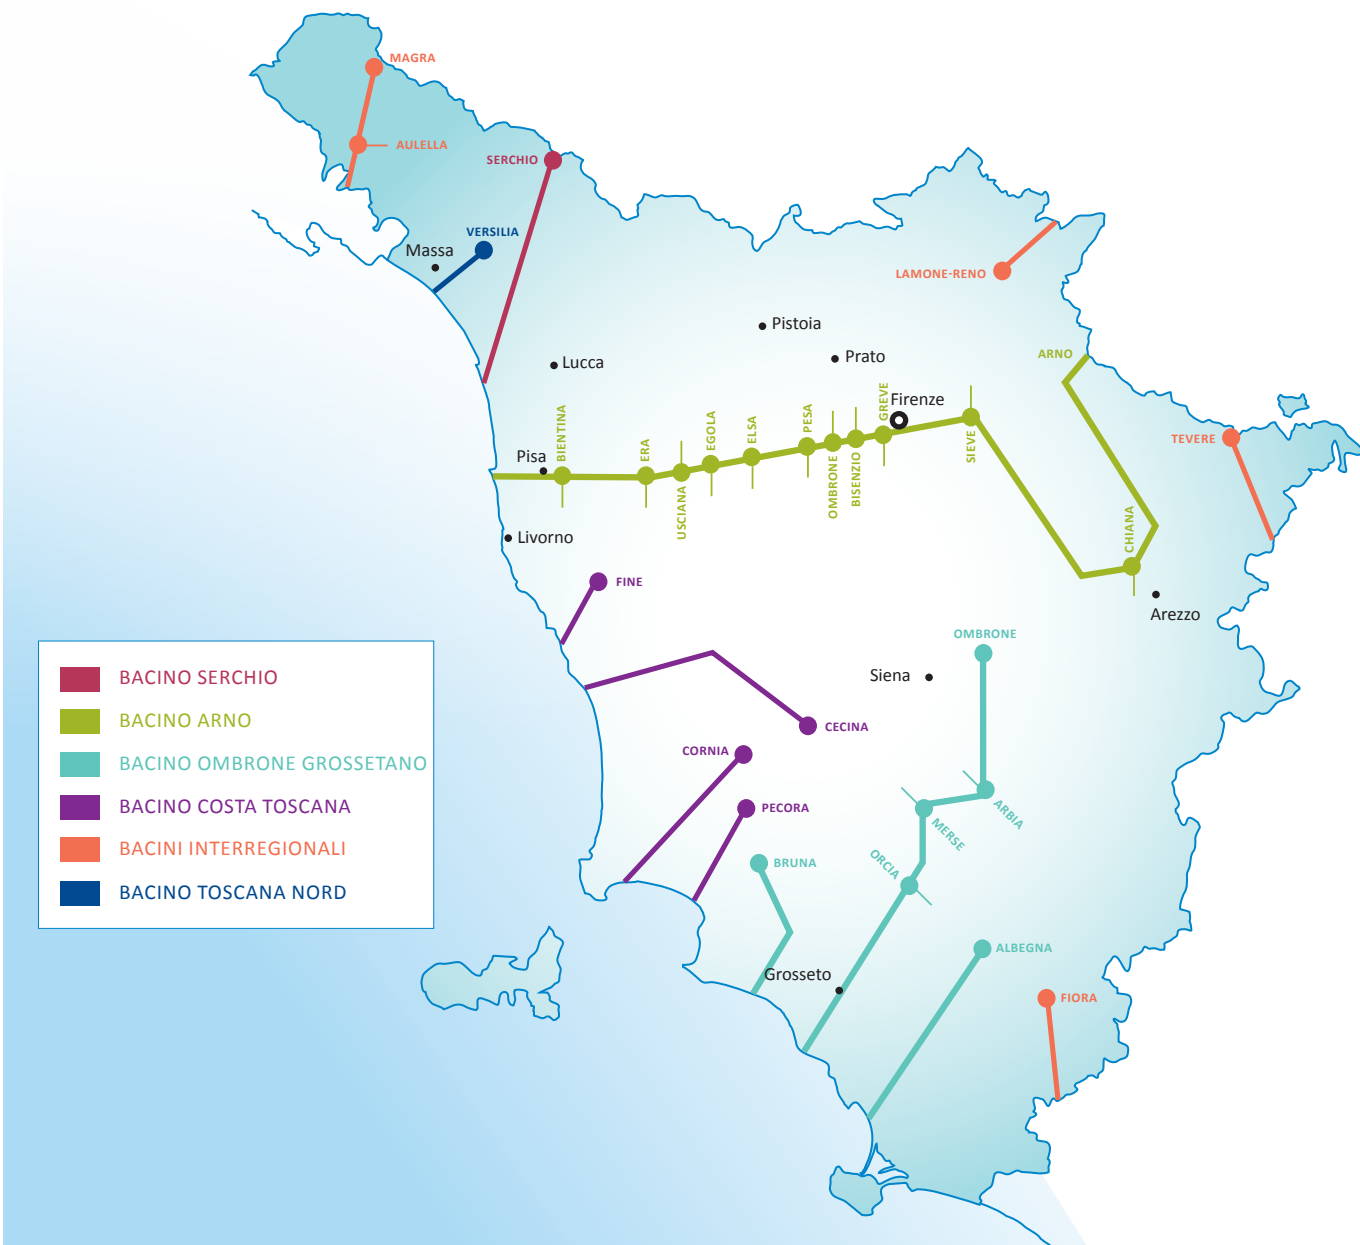 MAGRA
AULELLA
SERCHIO
VERSILIA
Massa
LAMONE-RENO
Pistoia
Prato
Lucca
ARNO
Firenze
GREVE
PESA
ELSA
EGOLA
ERA
BIENTINA
Pisa
USCIANA
OMBRONE
BISENZIO
SIEVE
TEVERE
CHIANA
Livorno
FINE
Arezzo
OMBRONE
Siena
CECINA
CORNIA
PECORA
ARBIA
MERSE
ORCIA
BRUNA
ALBEGNA
Grosseto
FIORA
BACINO SERCHIO
BACINO ARNO
BACINO OMBRONE GROSSETANO
BACINO COSTA TOSCANA
BACINI INTERREGIONALI
BACINO TOSCANA NORD